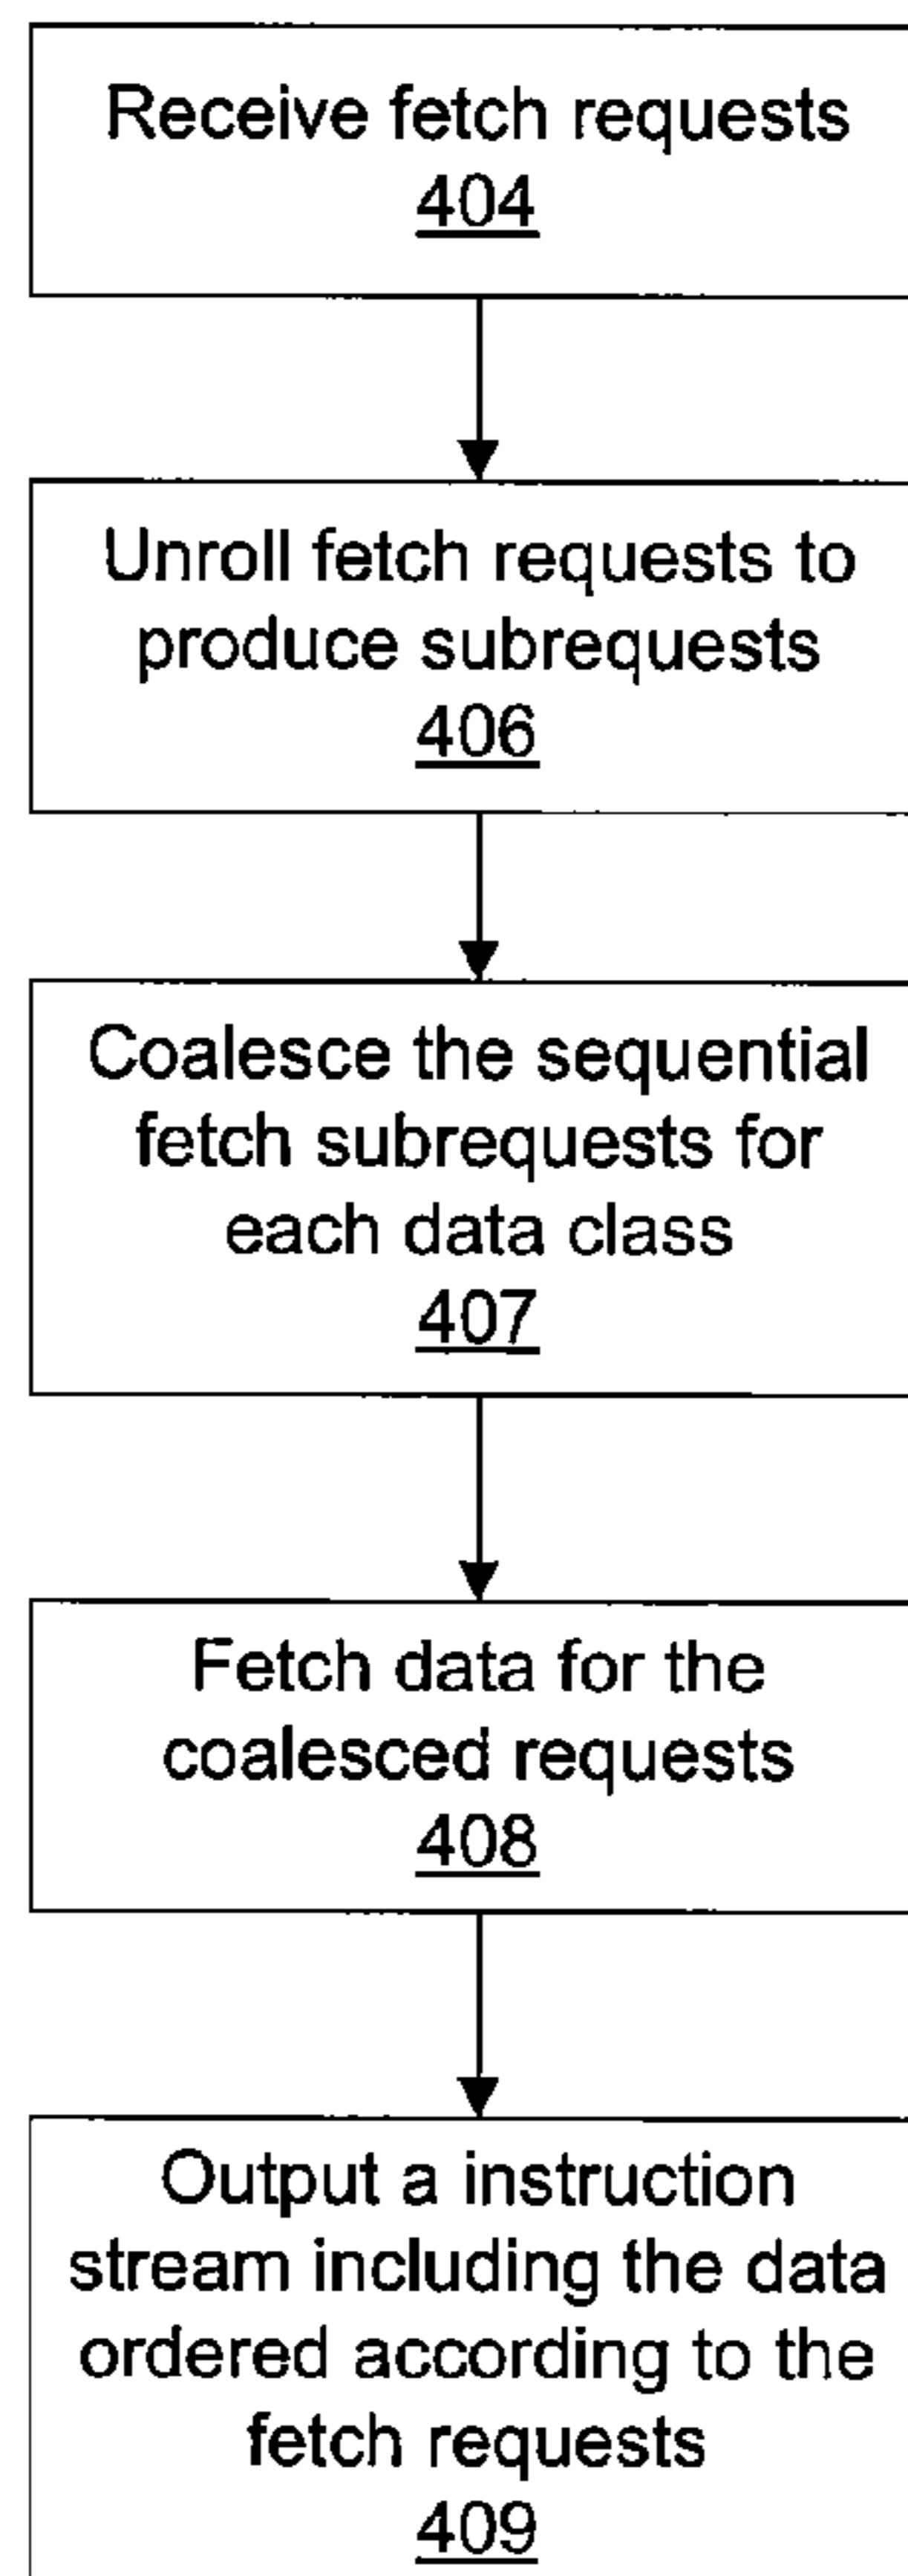 Receive fetch requests
404
Unroll fetch requests to
produce subrequests
406
Coalesce the sequential
fetch subrequests for
each data class
407
Fetch data for the
coalesced requests
408
Output a instruction
stream including the data
ordered according to the
fetch requests
409